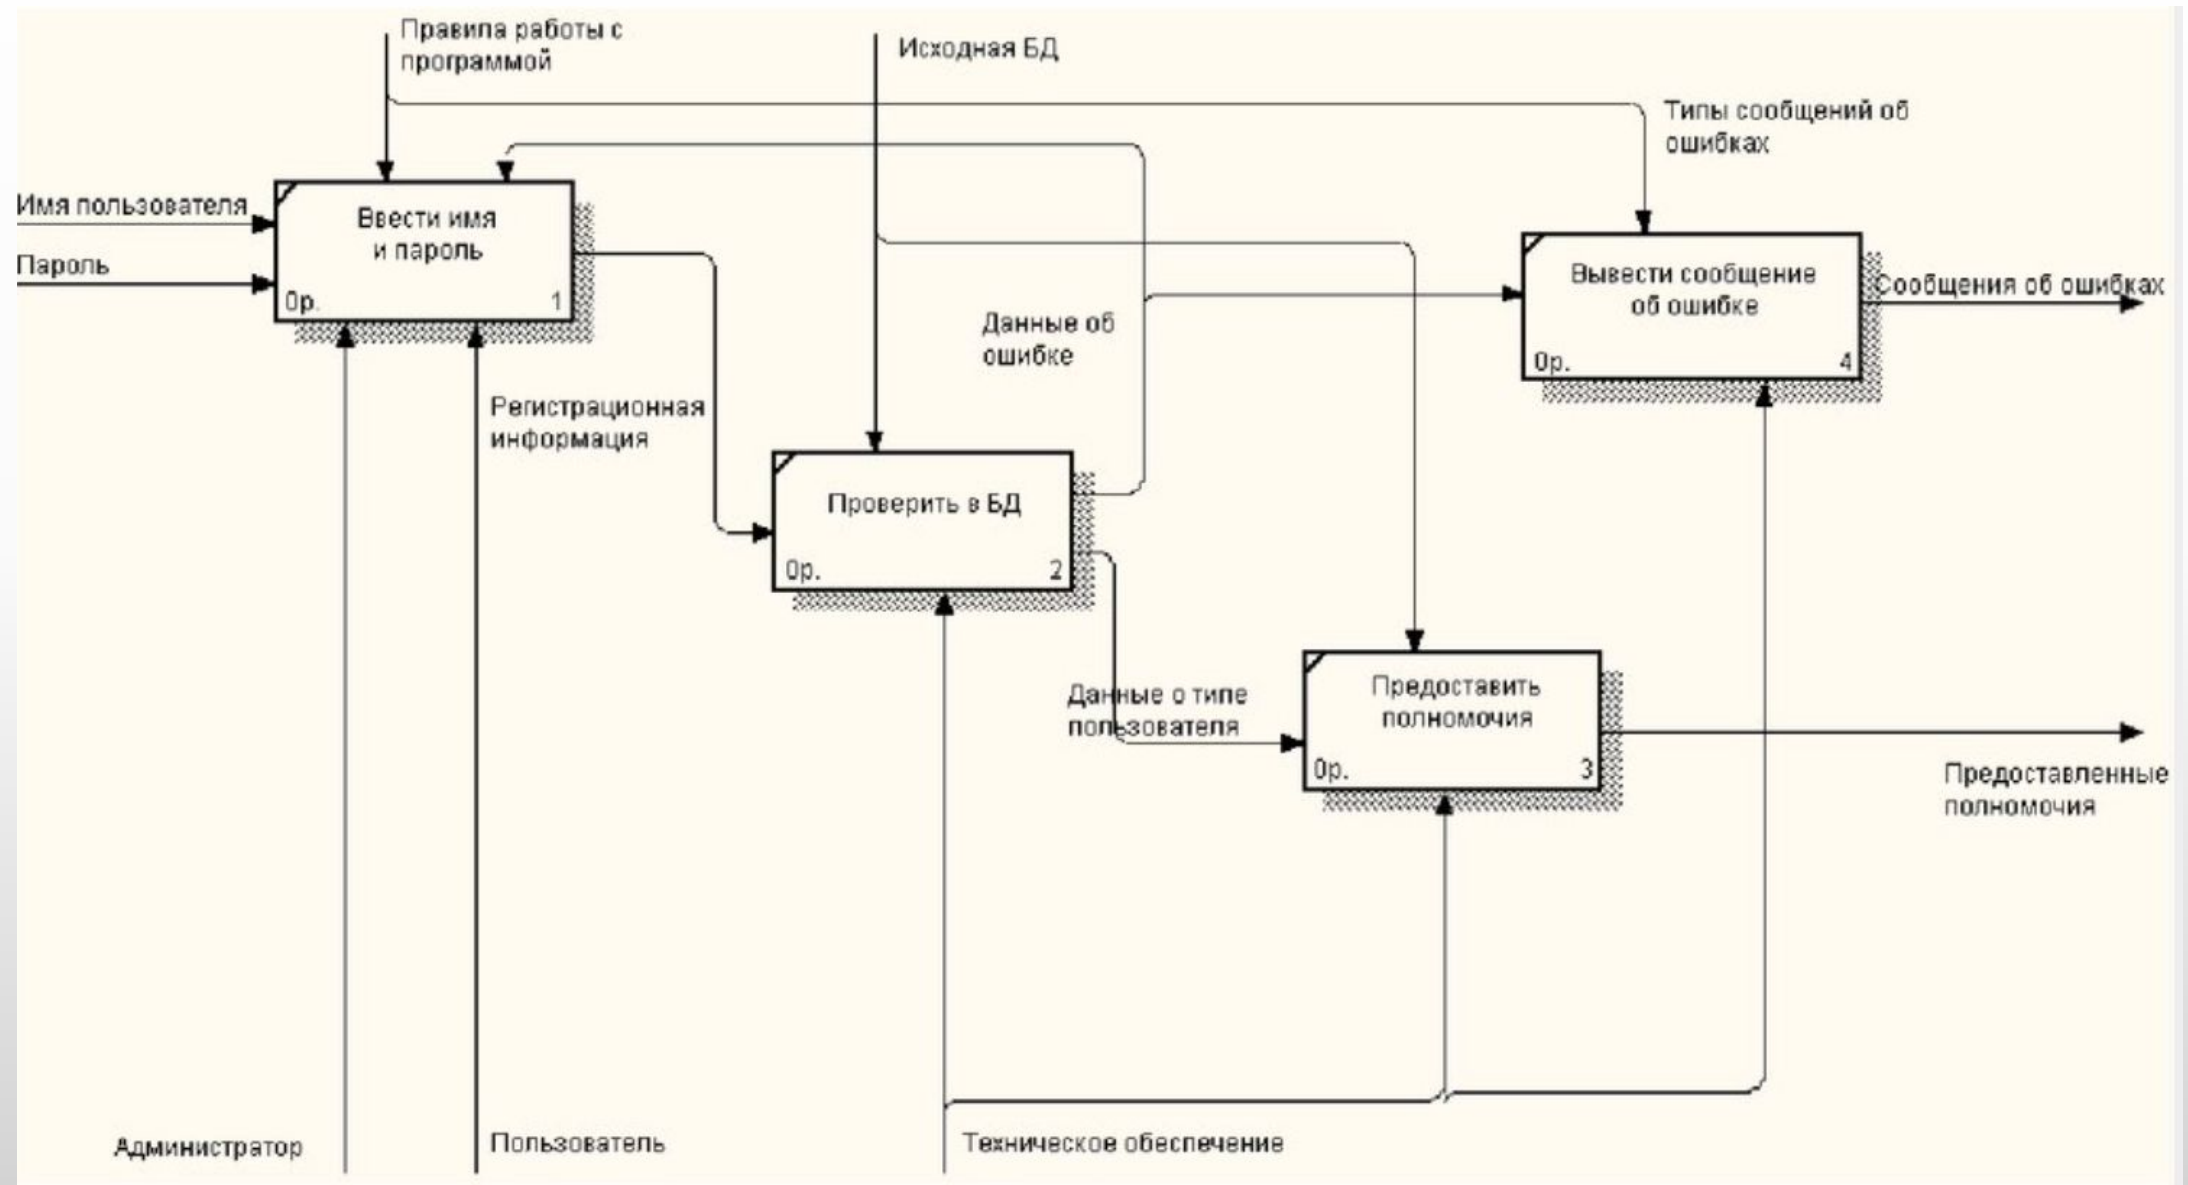 Правила работы с
программой
Исходная БД
Типы сообщений об
ошибках
Имя пользователя
Пароль
Ввести имя
и пароль
0р.
1
Вывести сообщение
об ошибке
0р.
4
Сообщения об ошибках
Данные об
ошибке
Регистрационная
информация
Проверить в БД
0р.
2
Данные о типе
пользователя
Предоставить
полномочия
0р.
3
Предоставленные
полномочия
Администратор
Пользователь
Техническое обеспечение